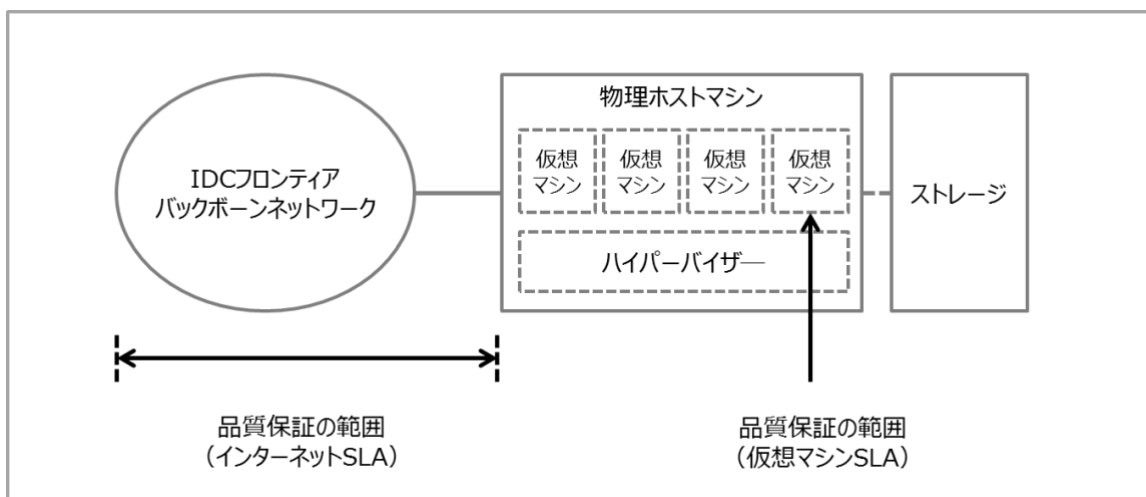 IDCフロンティア
バックボーンネットワーク
物理ホストマシン
仮想
マシン
仮想
マシン
仮想
マシン
仮想
マシン
ハイパーバイザ―
ストレージ
品質保証の範囲
（インターネットSLA）
品質保証の範囲
（仮想マシンSLA）